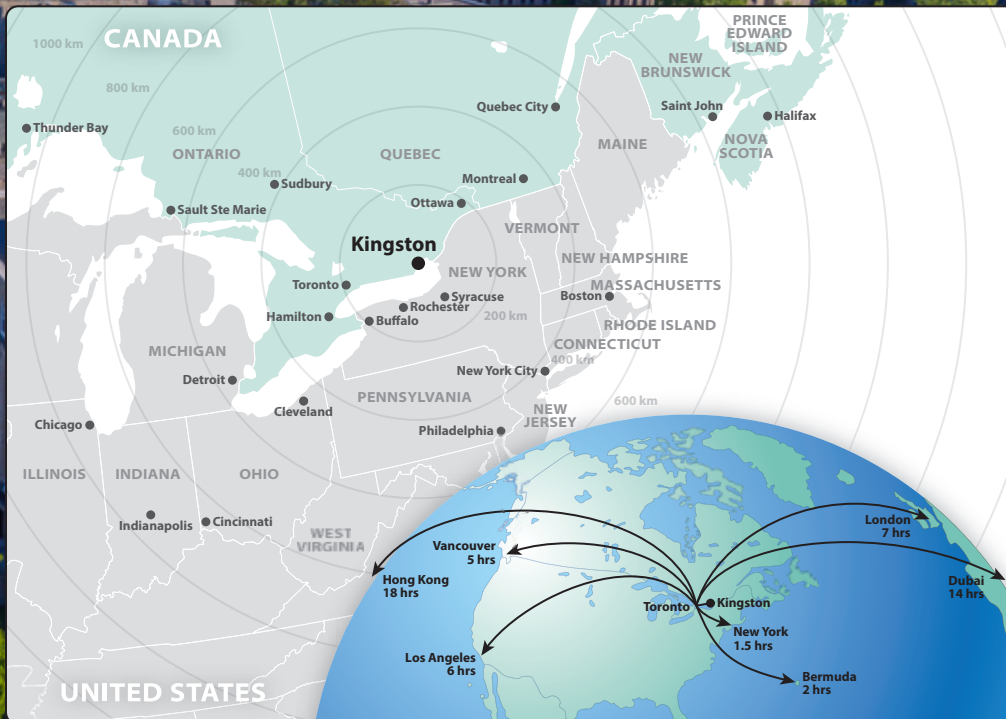 PRINCE
EDWARD
ISLAND
1000 km
CANADA
NEW
BRUNSWICK
800 km
Quebec City
Saint John
Halifax
Thunder Bay
600 km
ONTARIO
QUEBEC
MAINE
NOVA
SCOTIA
400 km
Sudbury
Montreal
Ottawa
Sault Ste Marie
VERMONT
Kingston
NEW HAMPSHIRE
NEW YORK
Toronto
MASSACHUSETTS
Syracuse
Boston
Rochester
Hamilton
Buffalo
200 km
RHODE ISLAND
CONNECTICUT
MICHIGAN
400 km
New York City
Detroit
PENNSYLVANIA
600 km
Cleveland
NEW
JERSEY
Chicago
Philadelphia
ILLINOIS
INDIANA
OHIO
Indianapolis
Cincinnati
WEST
VIRGINIA
London
7 hrs
Vancouver
5 hrs
Hong Kong
18 hrs
Dubai
14 hrs
Toronto
Kingston
New York
1.5 hrs
Los Angeles
6 hrs
Bermuda
2 hrs
UNITED STATES